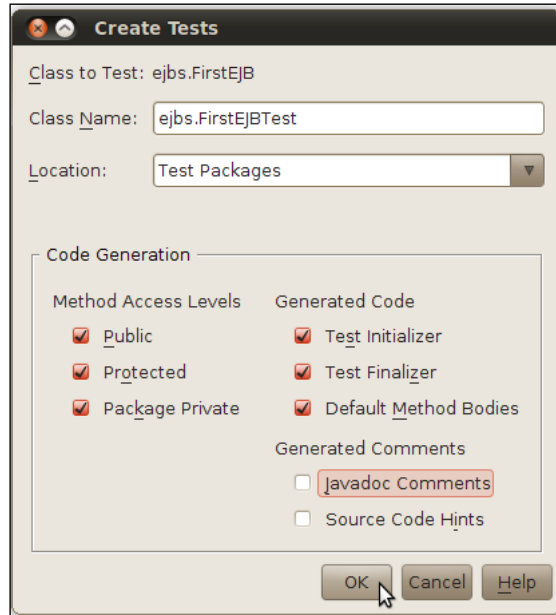 Create Tests
Class to Test: ejbs.FirstEJB
Class Name: ejbs.FirstEJBTest
Location: Test Packages
Code Generation
Method Access Levels
Public
Protected
Package Private
Generated Code
Test Initializer
Test Finalizer
Default Method Bodies
Generated Comments
Javadoc Comments
Source Code Hints
OK Cancel Help